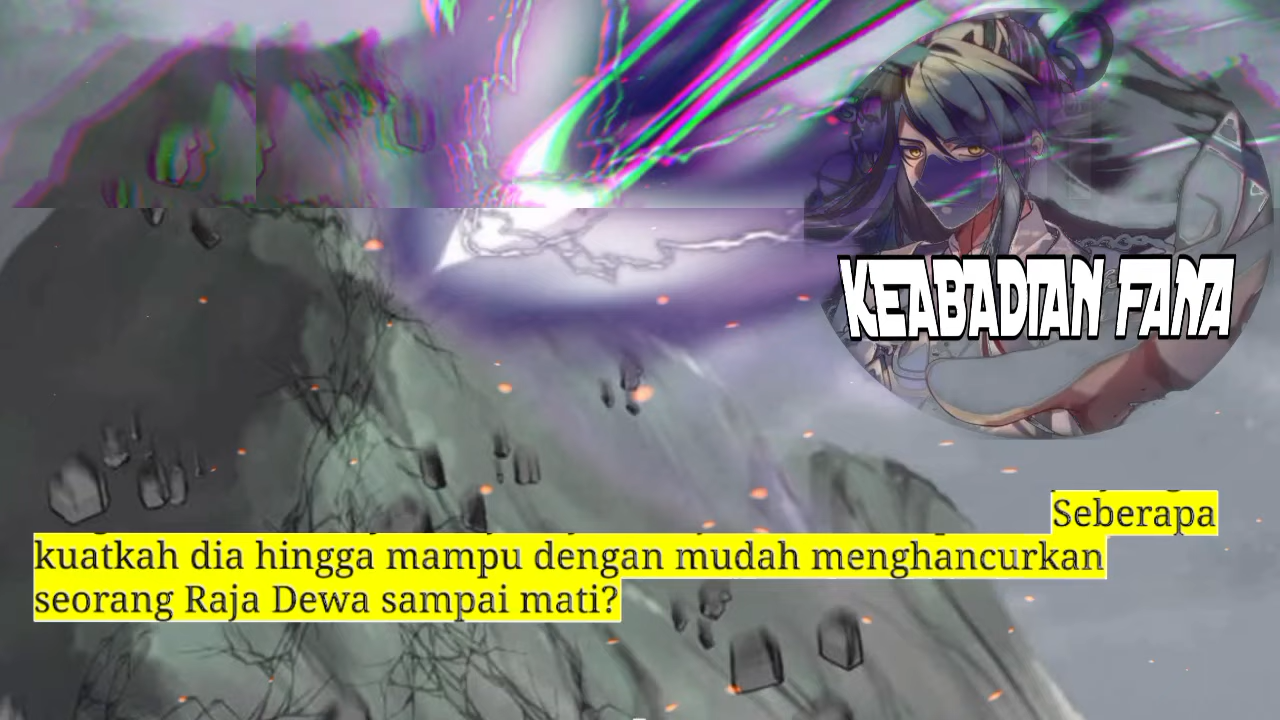 KEABADIAN FANA
Seberapa
kuatkah dia hingga mampu dengan mudah menghancurkan
seorang Raja Dewa sampai mati?